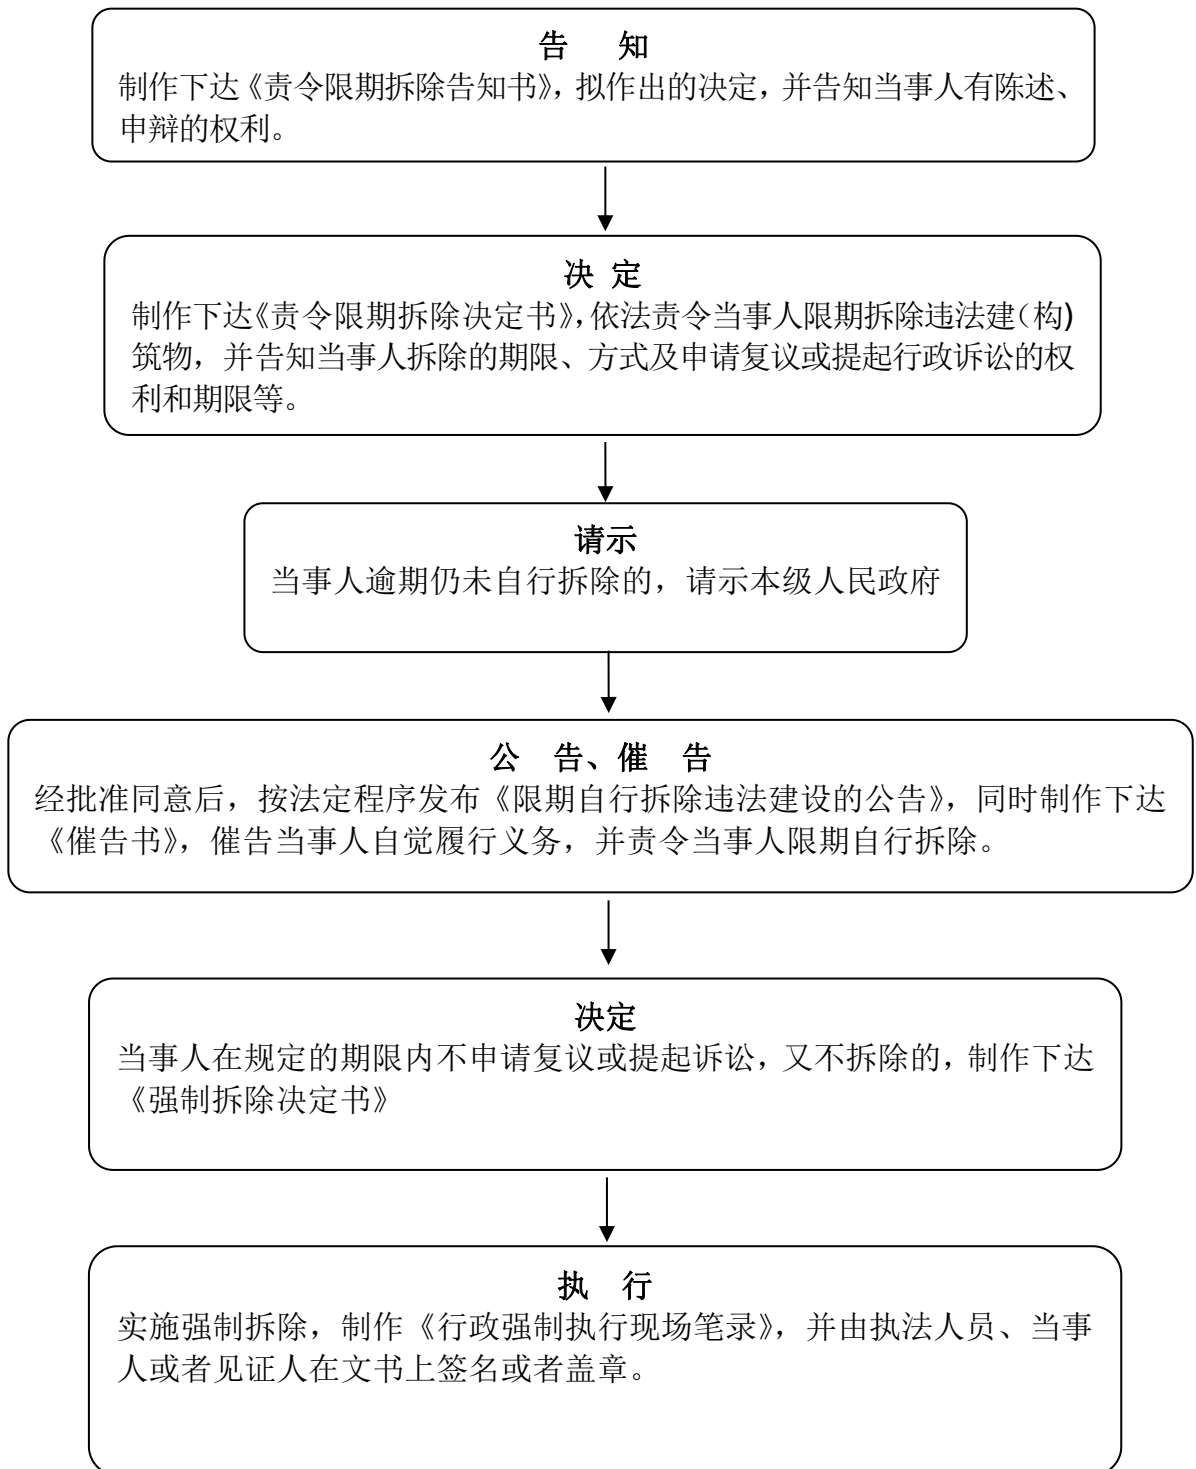 告 知
制作下达《责令限期拆除告知书》，拟作出的决定，并告知当事人有陈述、
申辩的权利。
决 定
制作下达《责令限期拆除决定书》，依法责令当事人限期拆除违法建（构)
筑物，并告知当事人拆除的期限、方式及申请复议或提起行政诉讼的权
利和期限等。
请示
当事人逾期仍未自行拆除的，请示本级人民政府
公 告、催 告
经批准同意后，按法定程序发布《限期自行拆除违法建设的公告》，同时制作下达
《催告书》，催告当事人自觉履行义务，并责令当事人限期自行拆除。
决定
当事人在规定的期限内不申请复议或提起诉讼，又不拆除的，制作下达
《强制拆除决定书》
执 行
实施强制拆除，制作《行政强制执行现场笔录》，并由执法人员、当事
人或者见证人在文书上签名或者盖章。